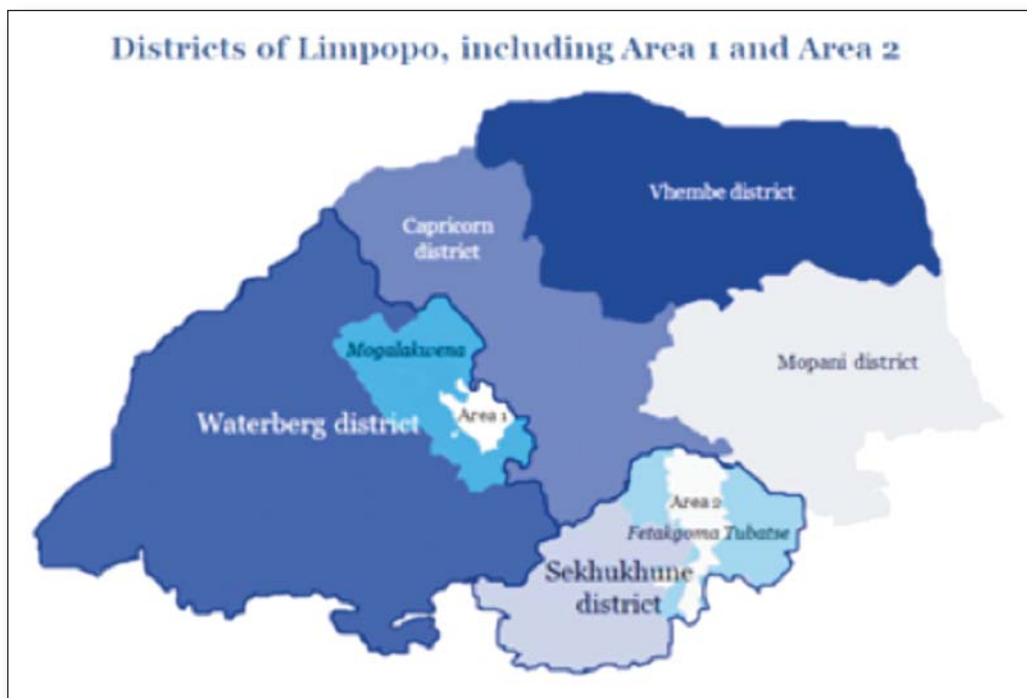 Districts of Limpopo, including Area 1 and Area 2
Vhembe district
Capricorn
district
Mogalakwena
Mopani district
Area 1
Waterberg district
Area 2
Fetakgoma Tubatse
Sekhukhune
district